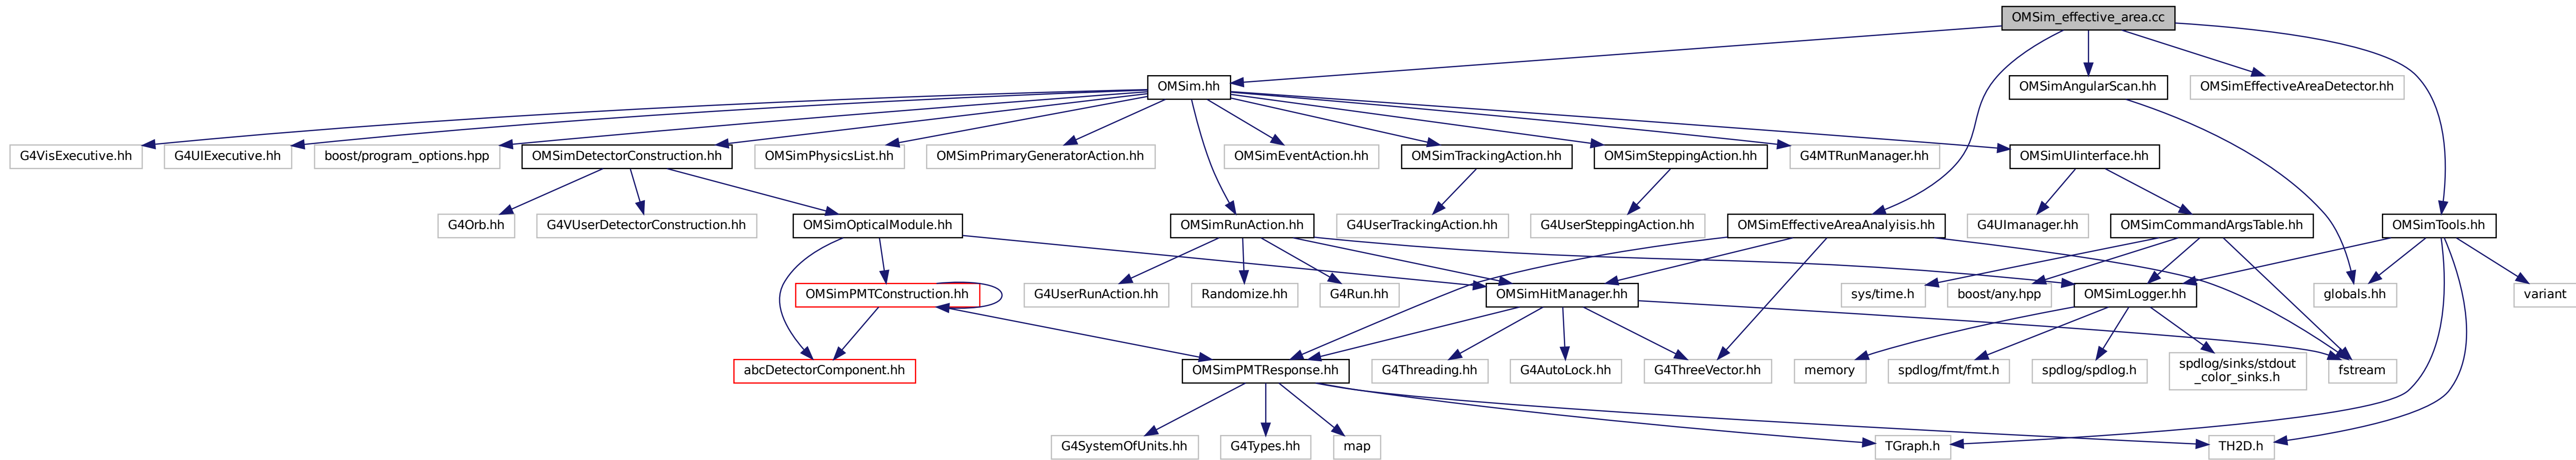 OMSim_effective_area.cc
OMSim.hh
OMSimAngularScan.hh
OMSimEffectiveAreaDetector.hh
G4VisExecutive.hh
G4UIExecutive.hh
boost/program_options.hpp
OMSimDetectorConstruction.hh
OMSimPhysicsList.hh
OMSimPrimaryGeneratorAction.hh
OMSimEventAction.hh
OMSimTrackingAction.hh
OMSimSteppingAction.hh
G4MTRunManager.hh
OMSimUIinterface.hh
G4Orb.hh
G4VUserDetectorConstruction.hh
OMSimOpticalModule.hh
OMSimRunAction.hh
G4UserTrackingAction.hh
G4UserSteppingAction.hh
OMSimEffectiveAreaAnalyisis.hh
G4UImanager.hh
OMSimCommandArgsTable.hh
OMSimTools.hh
OMSimPMTConstruction.hh
G4UserRunAction.hh
Randomize.hh
G4Run.hh
OMSimHitManager.hh
sys/time.h
boost/any.hpp
OMSimLogger.hh
globals.hh
variant
abcDetectorComponent.hh
OMSimPMTResponse.hh
G4Threading.hh
G4AutoLock.hh
G4ThreeVector.hh
memory
spdlog/fmt/fmt.h
spdlog/spdlog.h
spdlog/sinks/stdout
_color_sinks.h
fstream
G4SystemOfUnits.hh
G4Types.hh
map
TGraph.h
TH2D.h